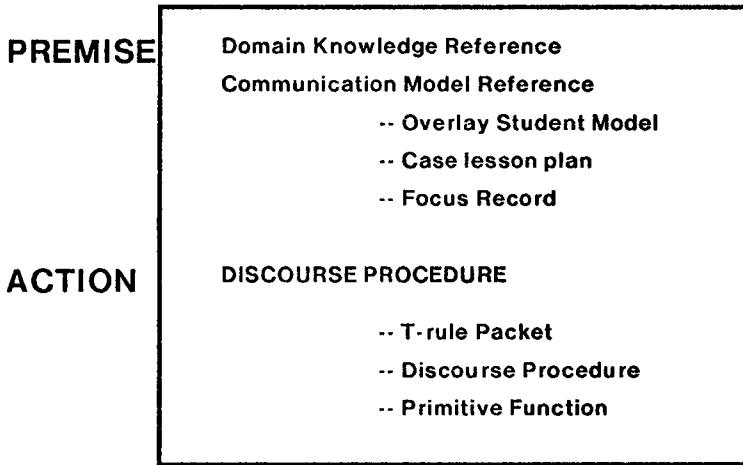 PREMISE Domain Knowledge Reference
Communication Model Reference
-- Overlay Student Model
-- Case lesson plan
-- Focus Record
ACTION DISCOURSE PROCEDURE
-- T-rule Packet
-- Discourse Procedure
-- Primitive Function